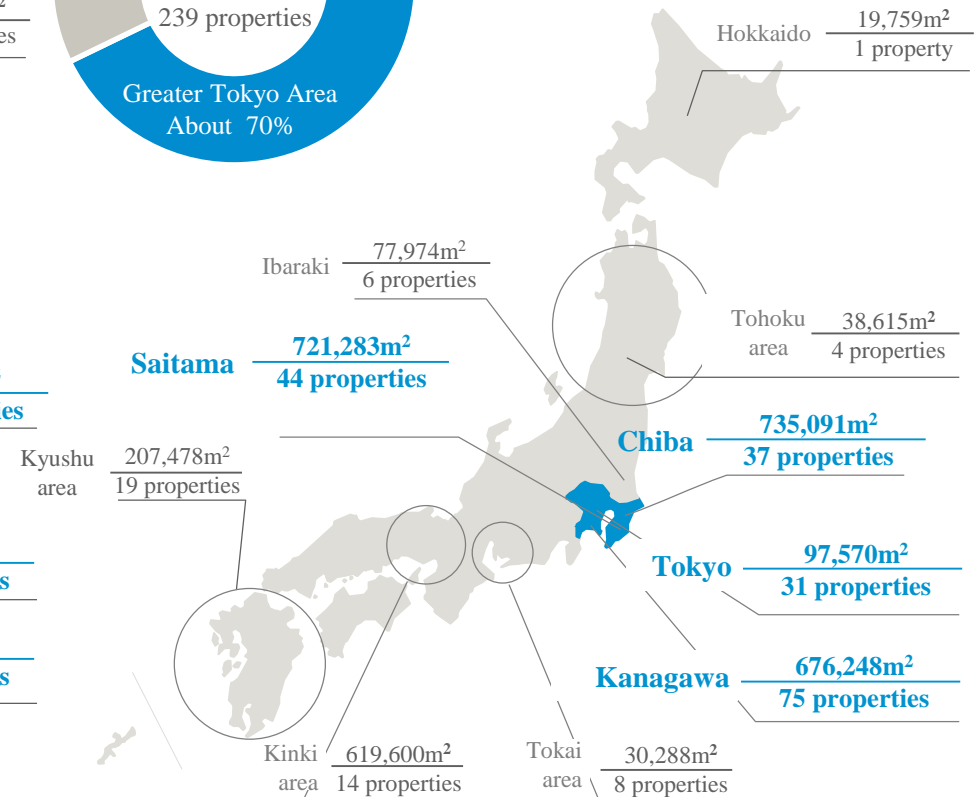 239 properties
Greater Tokyo Area
About 70%
Hokkaido
19,759m²
1 property
Ibaraki
77,974m²
6 properties
Tohoku
area
38,615m²
4 properties
Saitama
721,283m²
44 properties
Chiba
735,091m²
37 properties
Kyushu
area
207,478m²
19 properties
Tokyo
97,570m²
31 properties
Kanagawa
676,248m²
75 properties
Kinki
area
619,600m²
14 properties
Tokai
area
30,288m²
8 properties